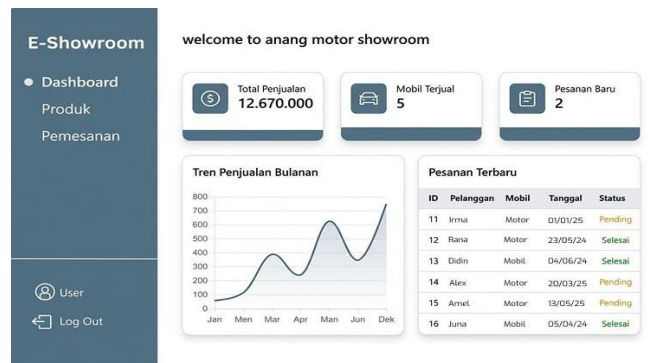 E-Showroom
Dashboard
Produk
Pemesanan
User
Log Out
welcome to anang motor showroom
Total Penjualan
12.670.000
Mobil Terjual
5
Pesanan Baru
2
Tren Penjualan Bulanan
800
700
600
500
400
300
200
100
0
Jan Men Mar Apr Man Jun Dek
Pesanan Terbaru
ID Pelanggan Mobil Tanggal Status
11 Irma Motor 01/01/25 Pending
12 Rana Motor 23/05/24 Selesai
13 Didin Mobil 04/06/24 Selesai
14 Alex Motor 20/03/25 Pending
15 Amel Motor 13/05/25 Pending
16 Juna Mobil 05/04/24 Selesai